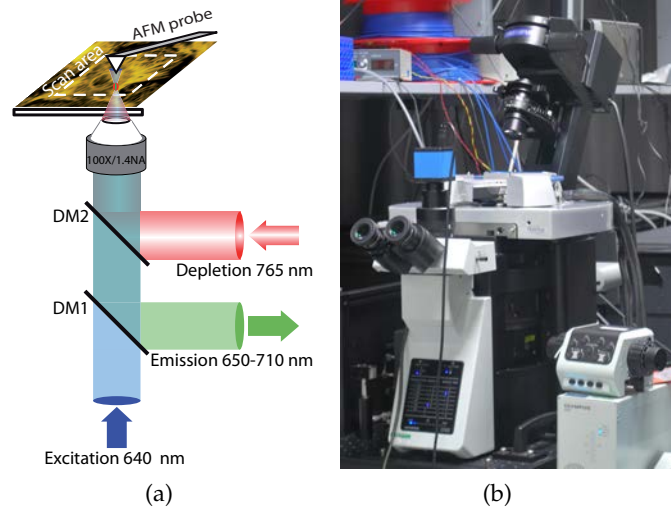 AFM probe
Scan area
100X/1.4NA
DM2
Depletion 765 nm
DM1
Emission 650-710 nm
Excitation 640 nm
OLYMPUS
(a)
(b)